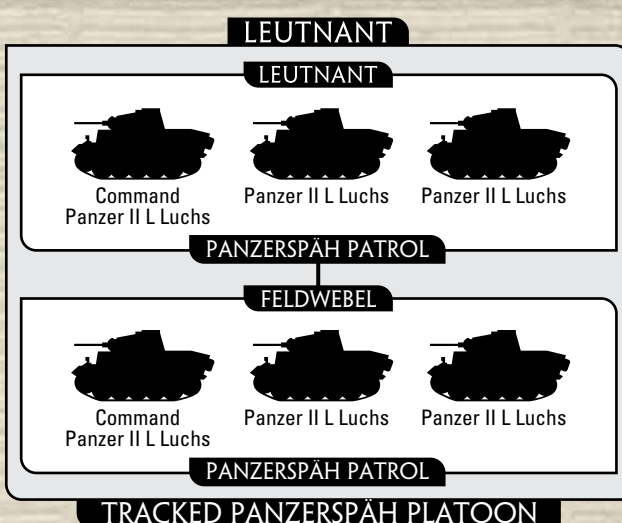 LEUTNANT
LEUTNANT
Command
Panzer II L Luchs
Panzer II L Luchs
Panzer II L Luchs
PANZERSPÄH PATROL
FELDWEBEL
Command
Panzer II L Luchs
Panzer II L Luchs
Panzer II L Luchs
PANZERSPÄH PATROL
TRACKED PANZERSPÄH PLATOON